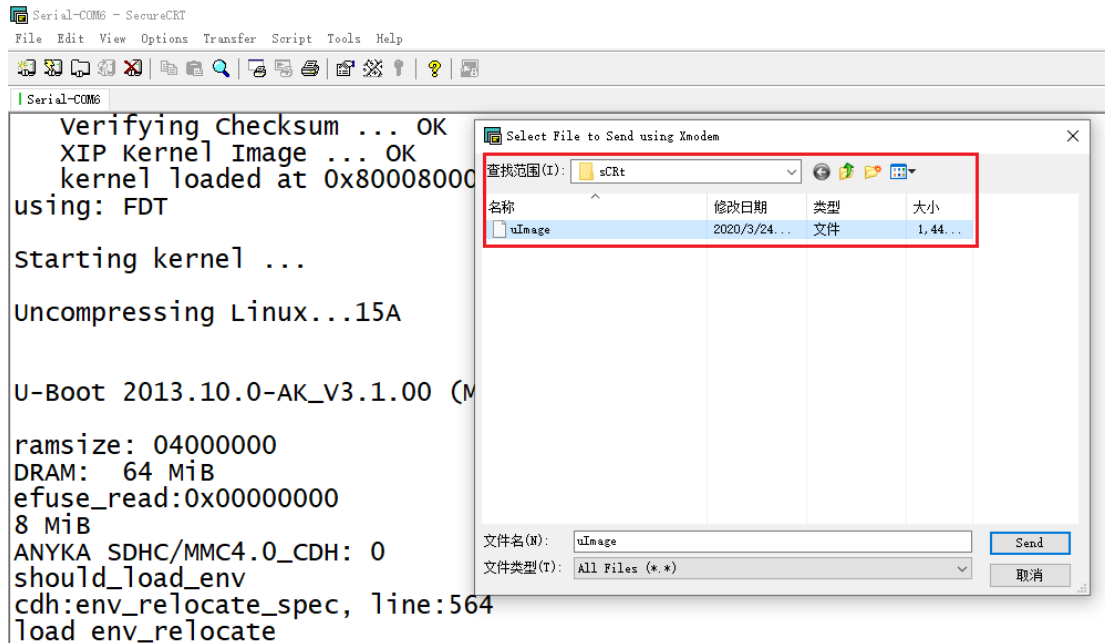 Serial-COM6 - SecureCRT
File Edit View Options Transfer Script Tools Help
Serial-COM6
Verifying Checksum ... OK
XIP Kernel Image ... OK
kernel loaded at 0x80008000
using: FDT
Starting kernel ...
Uncompressing Linux...15A
U-Boot 2013.10.0-AK_V3.1.00 (M
ramsize: 04000000
DRAM: 64 MiB
efuse_read:0x00000000
8 MiB
ANYKA SDHC/MMC4.0_CDH: 0
should_load_env
cdh:env_relocate_spec, line:564
load env_relocate
Select File to Send using Xmodem
查找范围(I): sCRt
名称 修改日期 类型 大小
uImage 2020/3/24... 文件 1,44...
文件名(N): uImage Send
文件类型(T): All Files (*.*) 取消